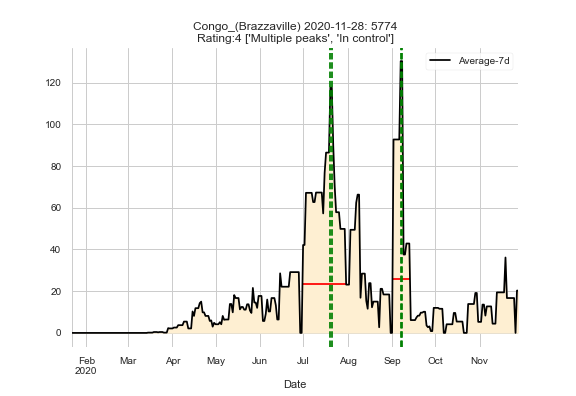 Congo_(Brazzaville) 2020-11-28: 5774
Rating:4 ['Multiple peaks', 'In control']
Average-7d
120
100
80
60
40
20
0
Feb Mar Apr May Jun Jul Aug Sep Oct Nov
2020
Date